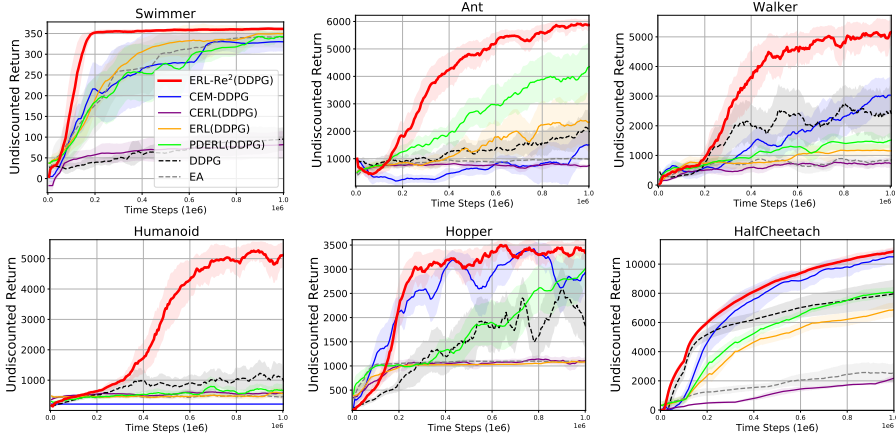 Swimmer
Undiscounted Return
350
300
250
200
150
100
50
0
0.0 0.2 0.4 0.6 0.8 1.0
1e6
Time Steps (1e6)
ERL-Re²(DDPG)
CEM-DDPG
CERL(DDPG)
ERL(DDPG)
PDERL(DDPG)
DDPG
EA
Ant
Undiscounted Return
6000
5000
4000
3000
2000
1000
0
0.0 0.2 0.4 0.6 0.8 1.0
1e6
Time Steps (1e6)
Walker
Undiscounted Return
5000
4000
3000
2000
1000
0
0.0 0.2 0.4 0.6 0.8 1.0
1e6
Time Steps (1e6)
Humanoid
Undiscounted Return
5000
4000
3000
2000
1000
0.0 0.2 0.4 0.6 0.8 1.0
1e6
Time Steps (1e6)
Hopper
Undiscounted Return
3500
3000
2500
2000
1500
1000
500
0.0 0.2 0.4 0.6 0.8 1.0
1e6
Time Steps (1e6)
HalfCheetach
Undiscounted Return
10000
8000
6000
4000
2000
0
0.0 0.2 0.4 0.6 0.8 1.0
1e6
Time Steps (1e6)